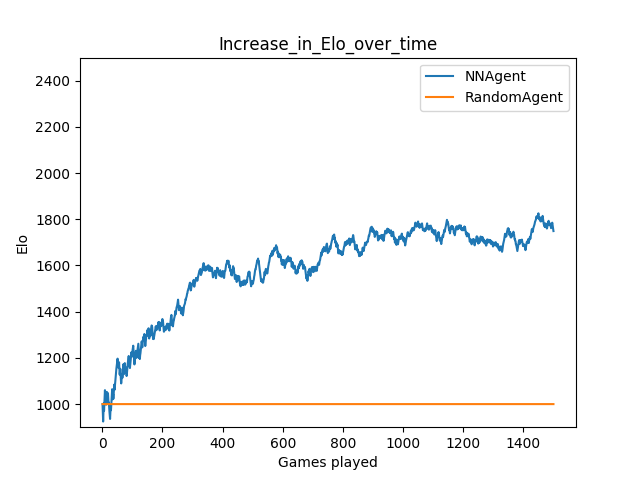 Increase_in_Elo_over_time
NNAgent
RandomAgent
2400
2200
2000
1800
1600
1400
1200
1000
Elo
0 200 400 600 800 1000 1200 1400
Games played